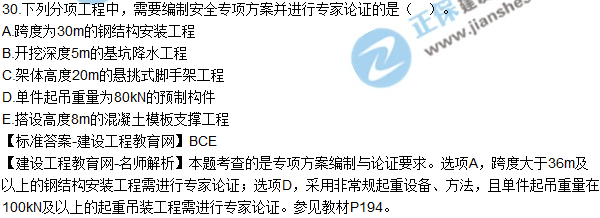 30.下列分项工程中，需要编制安全专项方案并进行专家论证的是（　）。
A.跨度为30m的钢结构安装工程
B.开挖深度5m的基坑降水工程
C.架体高度20m的悬挑式脚手架工程
D.单件起吊重量为80kN的预制构件
E.搭设高度8m的混凝土模板支撑工程
【标准答案-建设工程教育网】BCE
【建设工程教育网-名师解析】本题考查的是专项方案编制与论证要求。选项A，跨度大于36m及
以上的钢结构安装工程需进行专家论证；选项D，采用非常规起重设备、方法，且单件起吊重量在
100kN及以上的起重吊装工程需进行专家论证。参见教材P194。